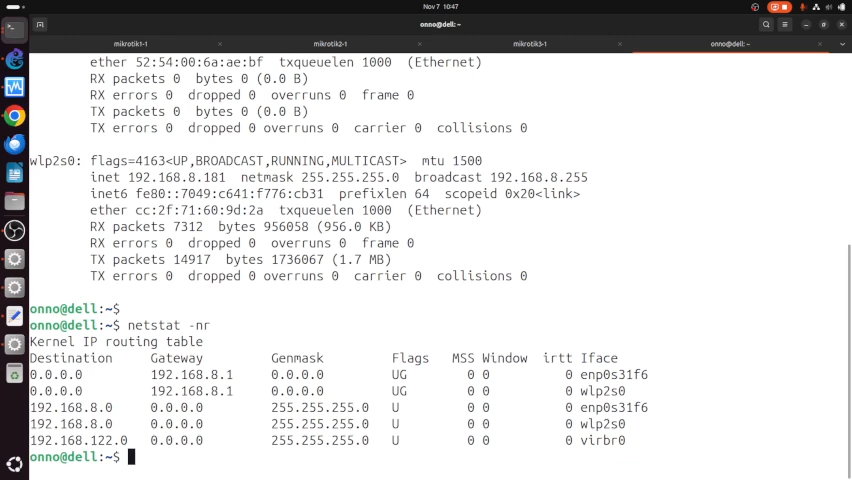 Nov 7 10:47
onno@dell: ~
mikrotik1-1 × mikrotik2-1 × mikrotik3-1 × onno@dell: ~ ×
ether 52:54:00:6a:ae:bf  txqueuelen 1000  (Ethernet)
RX packets 0  bytes 0 (0.0 B)
RX errors 0  dropped 0  overruns 0  frame 0
TX packets 0  bytes 0 (0.0 B)
TX errors 0  dropped 0 overruns 0  carrier 0  collisions 0
wlp2s0: flags=4163<UP,BROADCAST,RUNNING,MULTICAST>  mtu 1500
inet 192.168.8.181  netmask 255.255.255.0  broadcast 192.168.8.255
inet6 fe80::7049:c641:f776:cb31  prefixlen 64  scopeid 0x20<link>
ether cc:2f:71:60:9d:2a  txqueuelen 1000  (Ethernet)
RX packets 7312  bytes 956058 (956.0 KB)
RX errors 0  dropped 0  overruns 0  frame 0
TX packets 14917  bytes 1736067 (1.7 MB)
TX errors 0  dropped 0 overruns 0  carrier 0  collisions 0
onno@dell:~$
onno@dell:~$ netstat -nr
Kernel IP routing table
Destination     Gateway         Genmask         Flags   MSS Window  irtt Iface
0.0.0.0         192.168.8.1     0.0.0.0         UG        0 0          0 enp0s31f6
0.0.0.0         192.168.8.1     0.0.0.0         UG        0 0          0 wlp2s0
192.168.8.0     0.0.0.0         255.255.255.0   U         0 0          0 enp0s31f6
192.168.8.0     0.0.0.0         255.255.255.0   U         0 0          0 wlp2s0
192.168.122.0   0.0.0.0         255.255.255.0   U         0 0          0 virbr0
onno@dell:~$